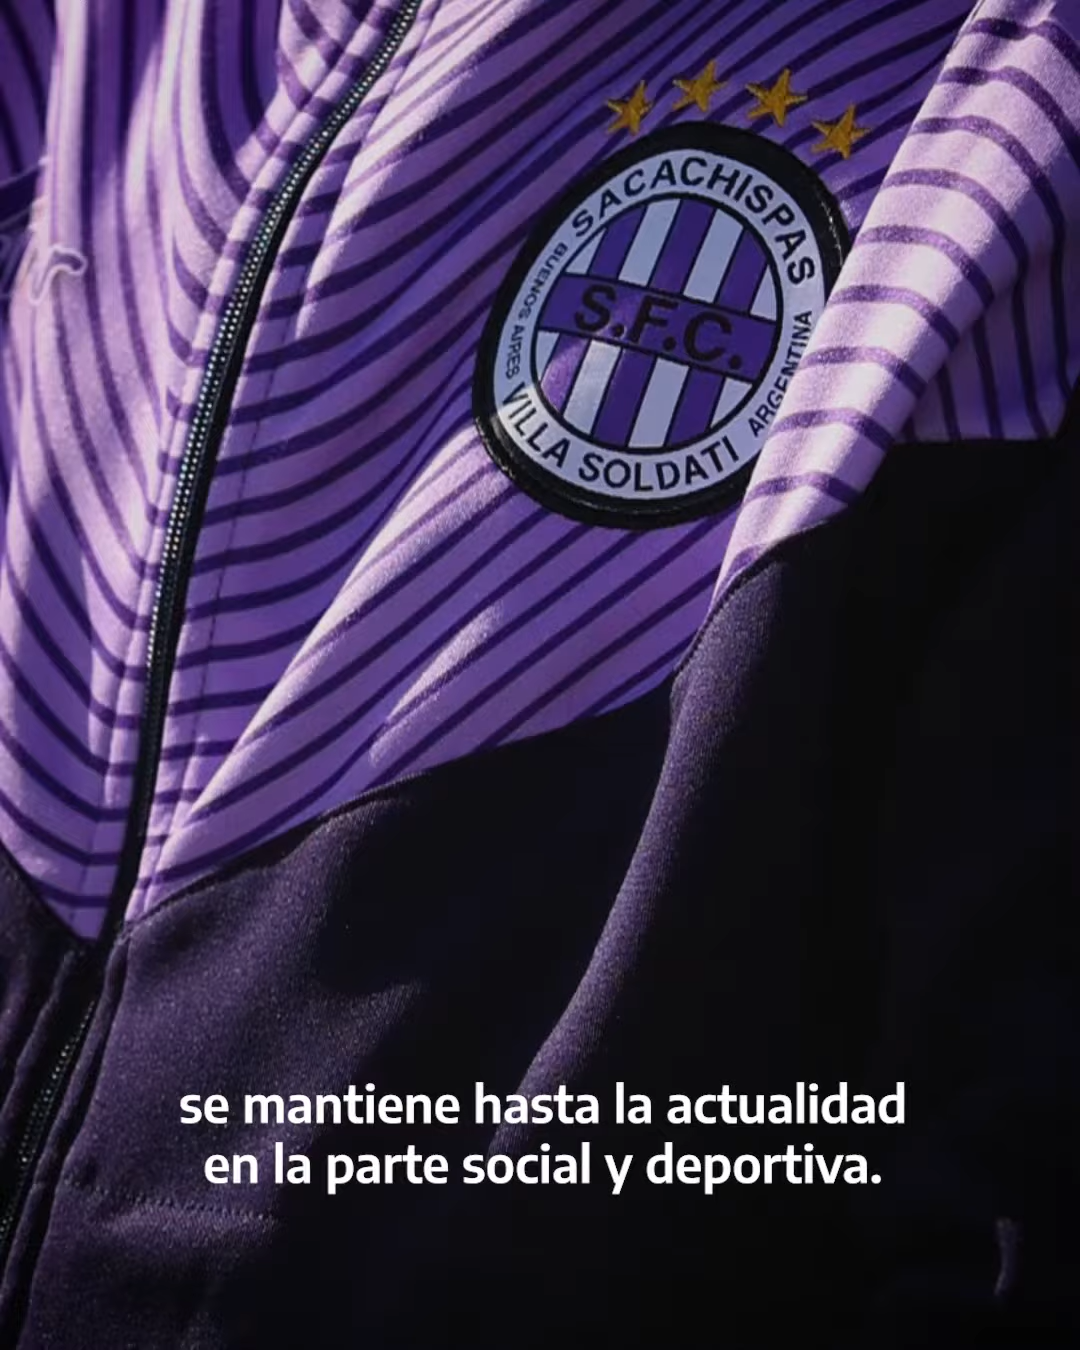 SACACHISPAS
BUENOS AIRES
S.F.C.
ARGENTINA
VILLA SOLDATI
se mantiene hasta la actualidad
en la parte social y deportiva.